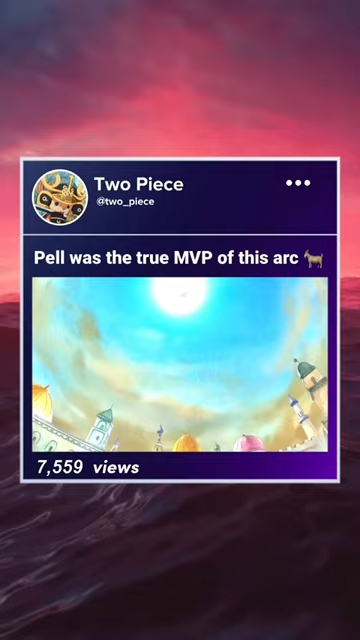 Two Piece
@two_piece
Pell was the true MVP of this arc 🐐
7,559 views